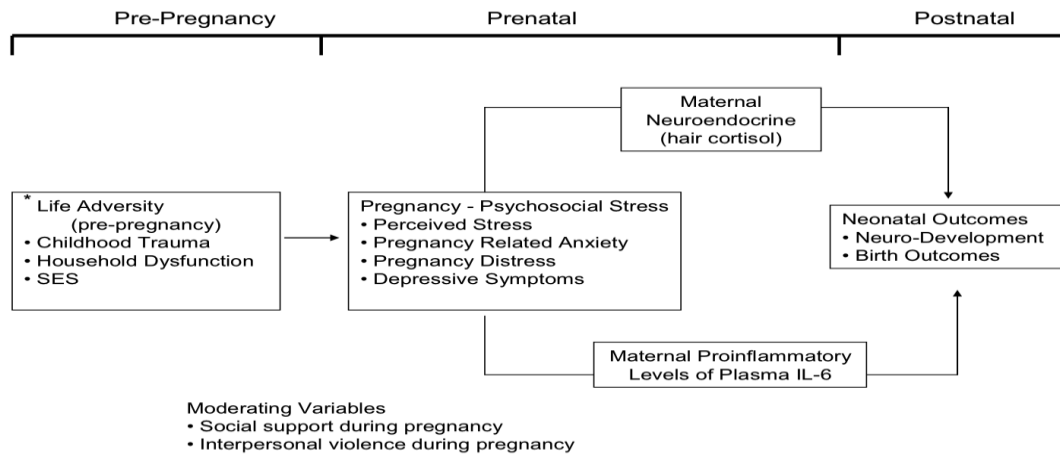 Pre-Pregnancy
Prenatal
Postnatal
Maternal
Neuroendocrine
(hair cortisol)
* Life Adversity
(pre-pregnancy)
• Childhood Trauma
• Household Dysfunction
• SES
Pregnancy - Psychosocial Stress
• Perceived Stress
• Pregnancy Related Anxiety
• Pregnancy Distress
• Depressive Symptoms
Neonatal Outcomes
• Neuro-Development
• Birth Outcomes
Maternal Proinflammatory
Levels of Plasma IL-6
Moderating Variables
• Social support during pregnancy
• Interpersonal violence during pregnancy